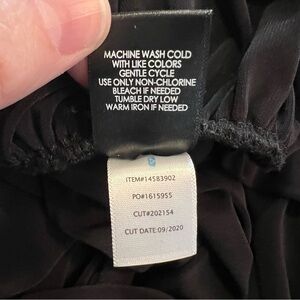 MACHINE WASH COLD
WITH LIKE COLORS
GENTLE CYCLE
USE ONLY NON-CHLORINE
BLEACH IF NEEDED
TUMBLE DRY LOW
WARM IRON IF NEEDED
ITEM#14583902
PO#1615955
CUT#202154
CUT DATE:09/2020